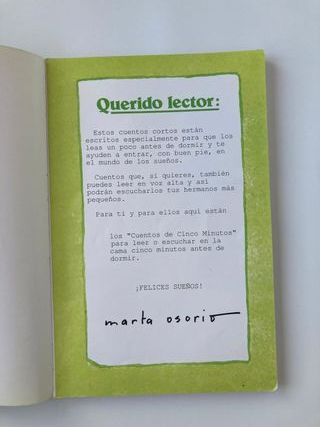 Querido lector:
Estos cuentos cortos están
escritos especialmente para que los
leas un poco antes de dormir y te
ayuden a entrar, con buen pie, en
el mundo de los sueños.
Cuentos que, si quieres, también
puedes leer en voz alta y así
podrán escucharlos tus hermanos más
pequeños.
Para ti y para ellos aquí están
los "Cuentos de Cinco Minutos"
para leer o escuchar en la
cama cinco minutos antes de
dormir.
¡FELICES SUEÑOS!
marta osorio